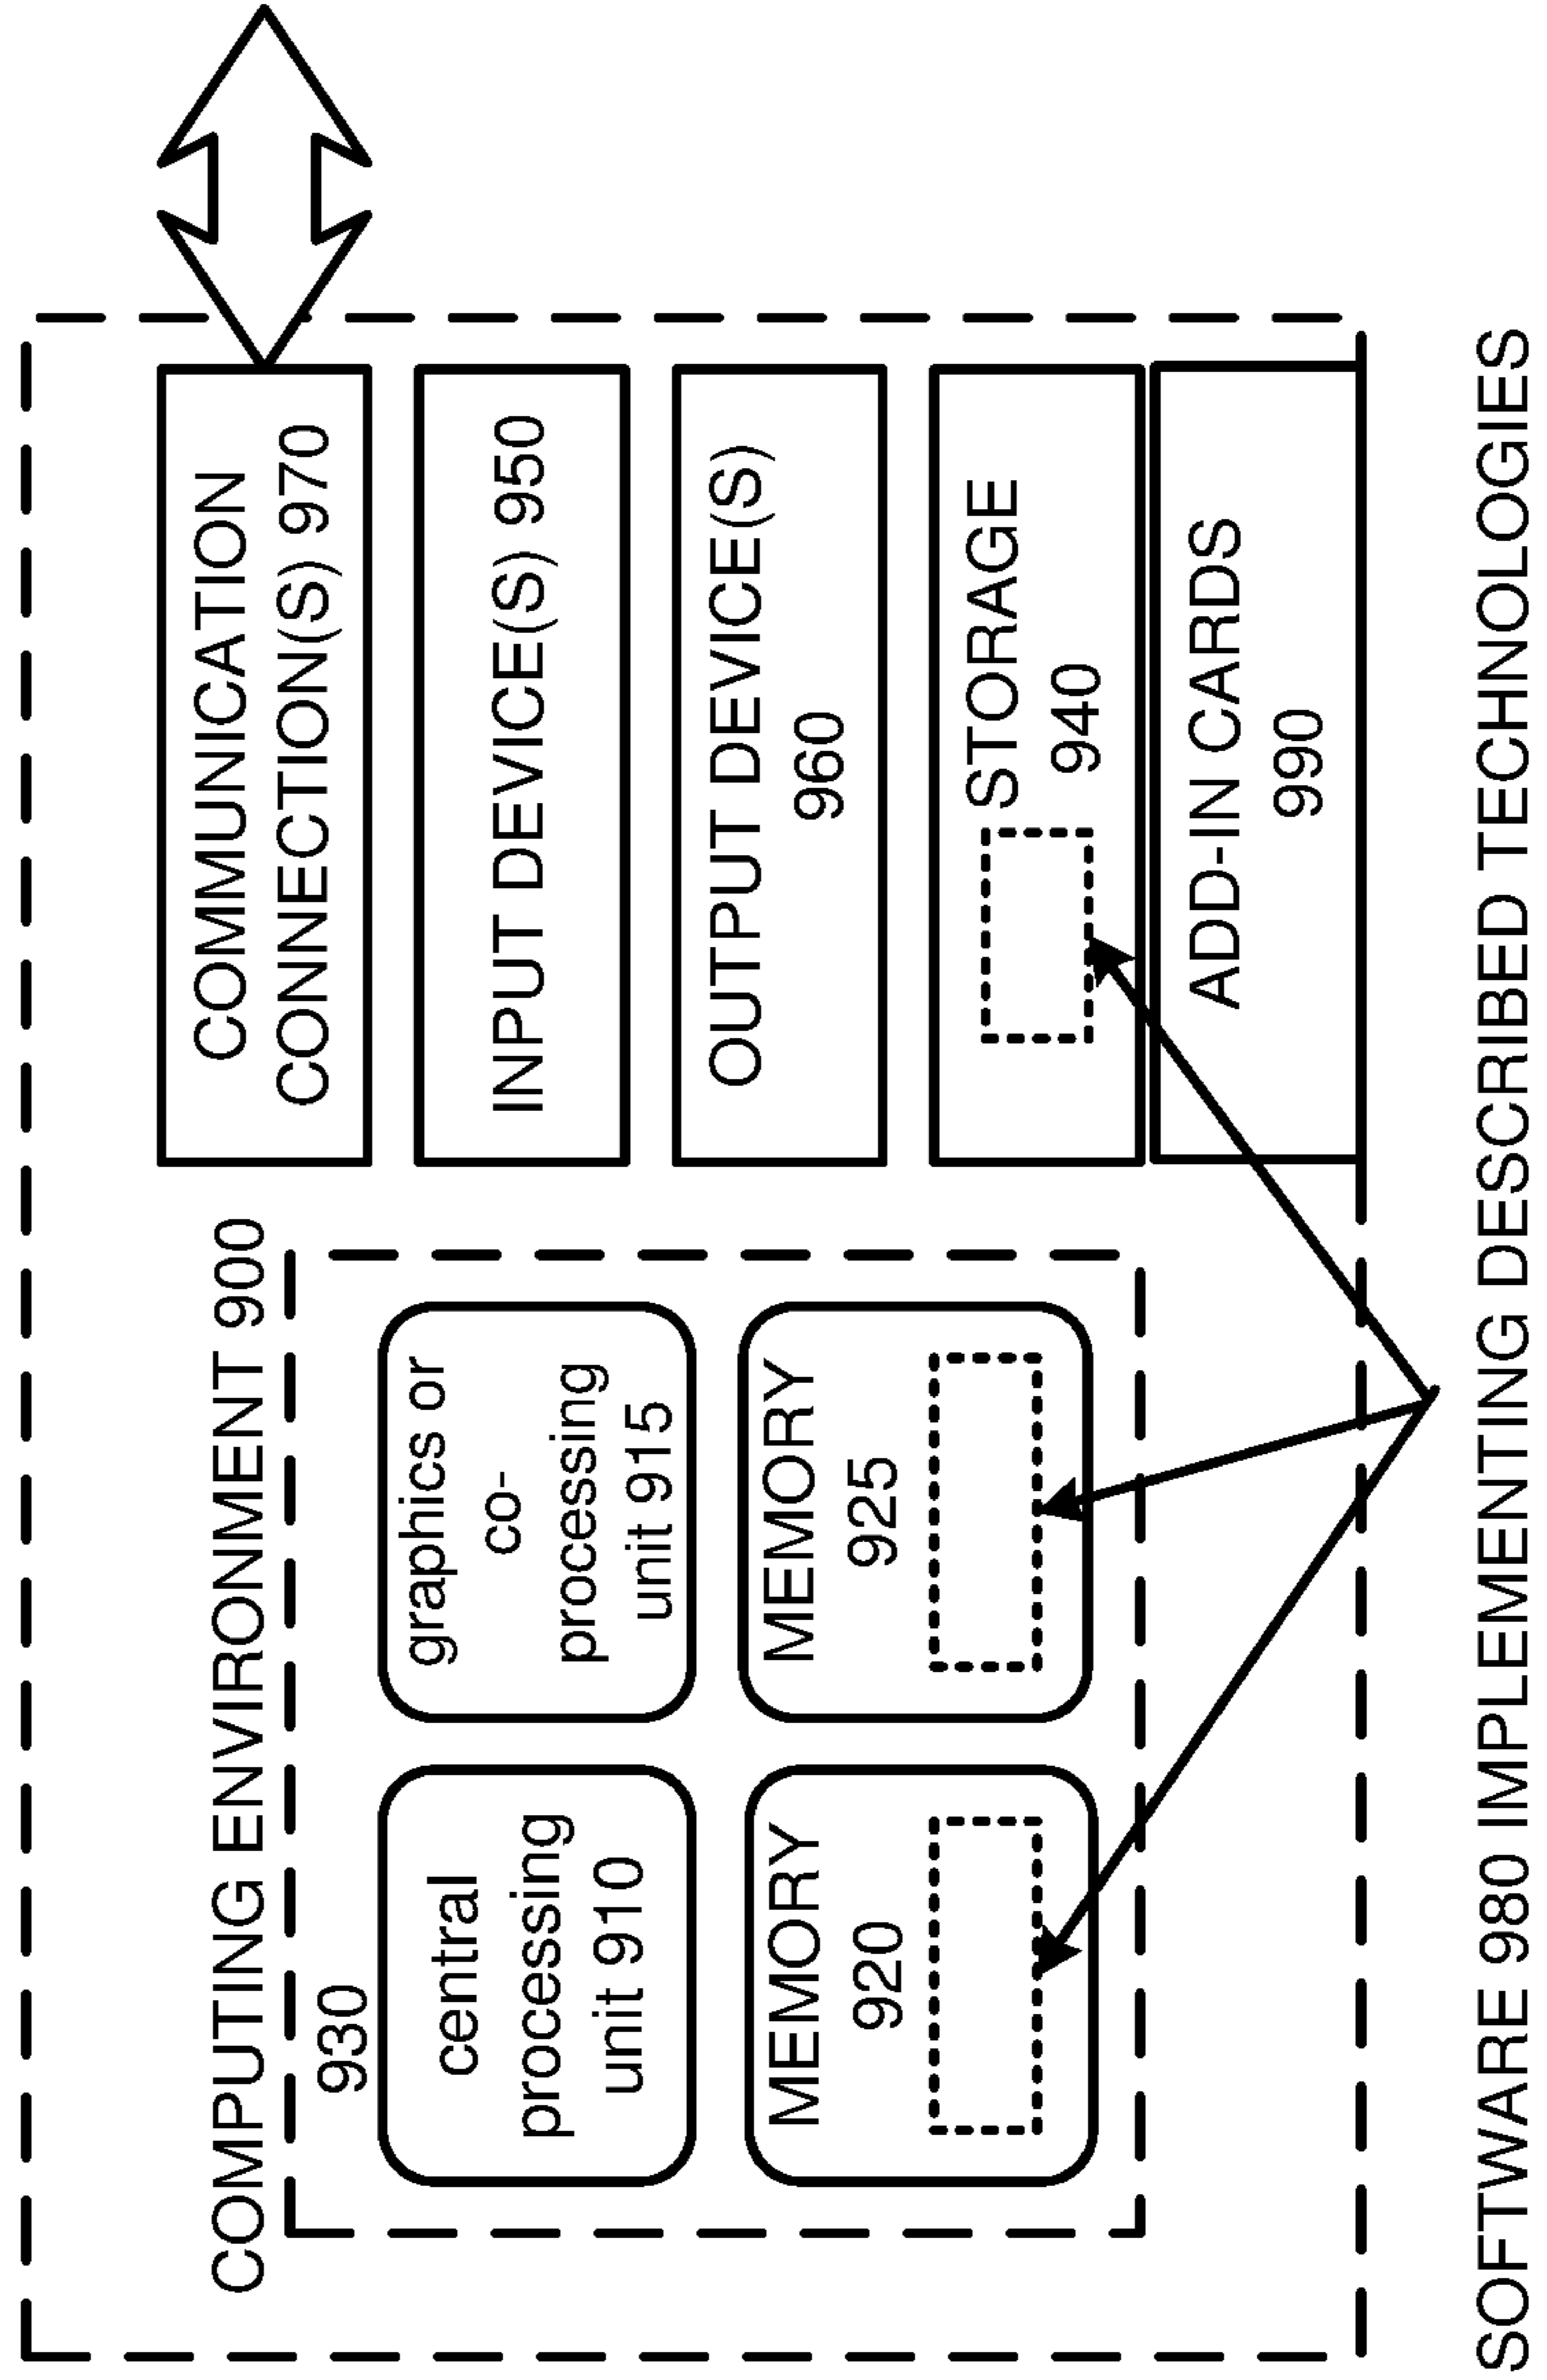 COMPUTING ENVIRONMENT 900
930
central
processing
unit 910
graphics or
co-
processing
unit 915
MEMORY
920
MEMORY
925
COMMUNICATION
CONNECTION(S) 970
INPUT DEVICE(S) 950
OUTPUT DEVICE(S)
960
STORAGE
940
ADD-IN CARDS
990
SOFTWARE 980 IMPLEMENTING DESCRIBED TECHNOLOGIES